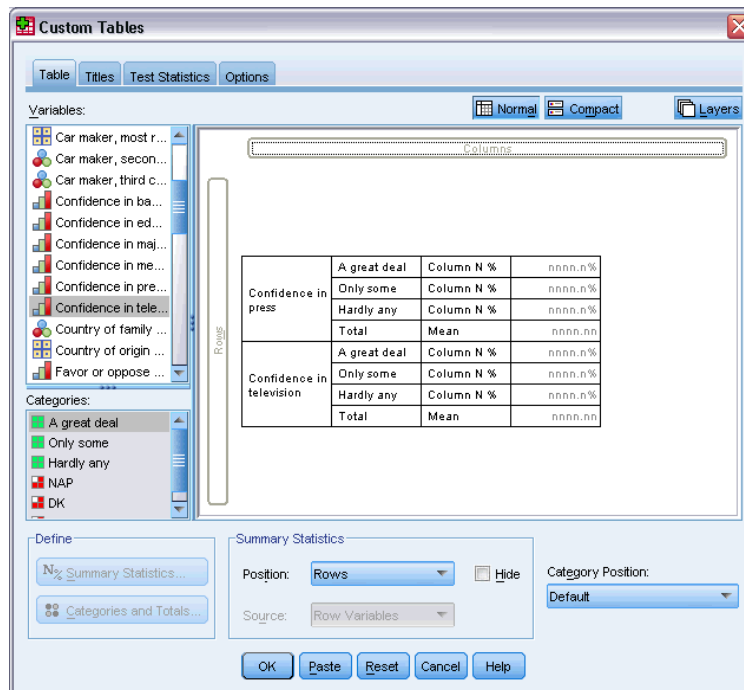 Custom Tables
Table Titles Test Statistics Options
Variables:
Normal Compact Layers
Car maker, most r...
Car maker, secon...
Car maker, third c...
Confidence in ba...
Confidence in ed...
Confidence in maj...
Confidence in me...
Confidence in pre...
Confidence in tele...
Country of family ...
Country of origin ...
Favor or oppose ...
Categories:
A great deal
Only some
Hardly any
NAP
DK
Columns
Rows
Confidence in press
A great deal Column N % nnnn.n%
Only some Column N % nnnn.n%
Hardly any Column N % nnnn.n%
Total Mean nnnn.nn
Confidence in television
A great deal Column N % nnnn.n%
Only some Column N % nnnn.n%
Hardly any Column N % nnnn.n%
Total Mean nnnn.nn
Define
N% Summary Statistics...
Categories and Totals...
Summary Statistics
Position: Rows Hide
Source: Row Variables
Category Position:
Default
OK Paste Reset Cancel Help